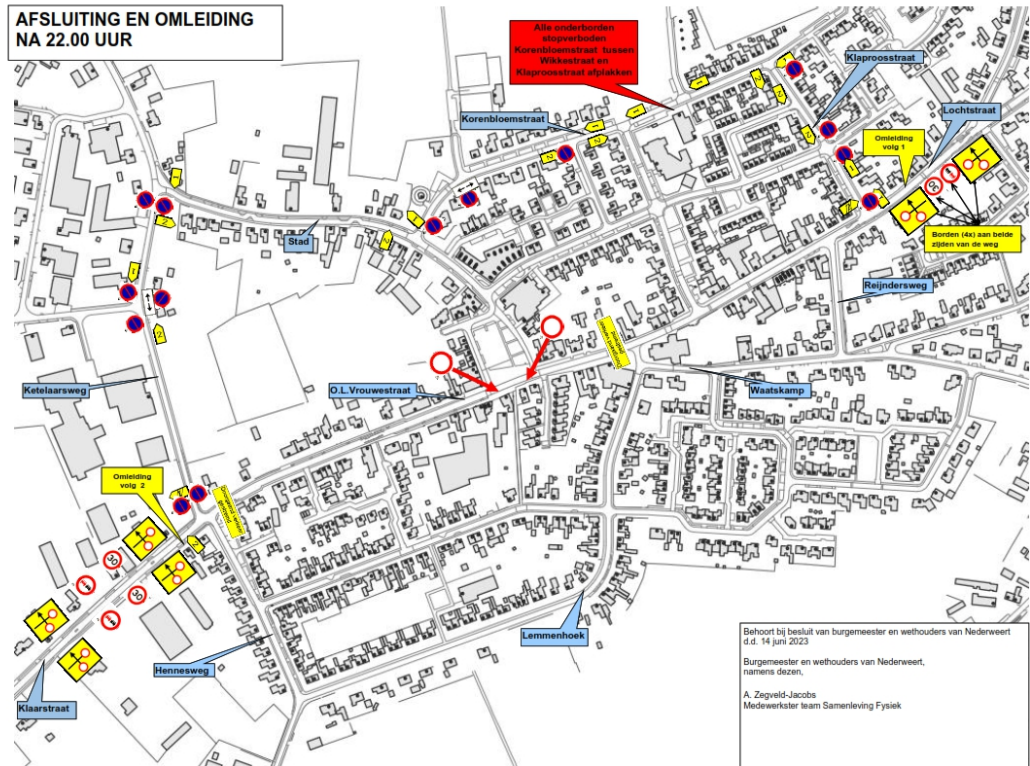 AFSLUITING EN OMLEIDING
NA 22.00 UUR
Alle onderborden
stopverboden
Korenbloemstraat tussen
Wikkestraat en
Klaproosstraat afplakken
Klaproosstraat
Lochtstraat
Korenbloemstraat
Omleiding
volg 1
Borden (4x) aan beide
zijden van de weg
Stad
Reijndersweg
Ketelaarsweg
O.L.Vrouwestraat
Waatskamp
Omleiding
volg 2
30
30
30
Lemmenhoek
Hennesweg
Klaarstraat
Behoort bij besluit van burgemeester en wethouders van Nederweert
d.d. 14 juni 2023
Burgemeester en wethouders van Nederweert,
namens dezen,
A. Zegveld-Jacobs
Medewerkster team Samenleving Fysiek